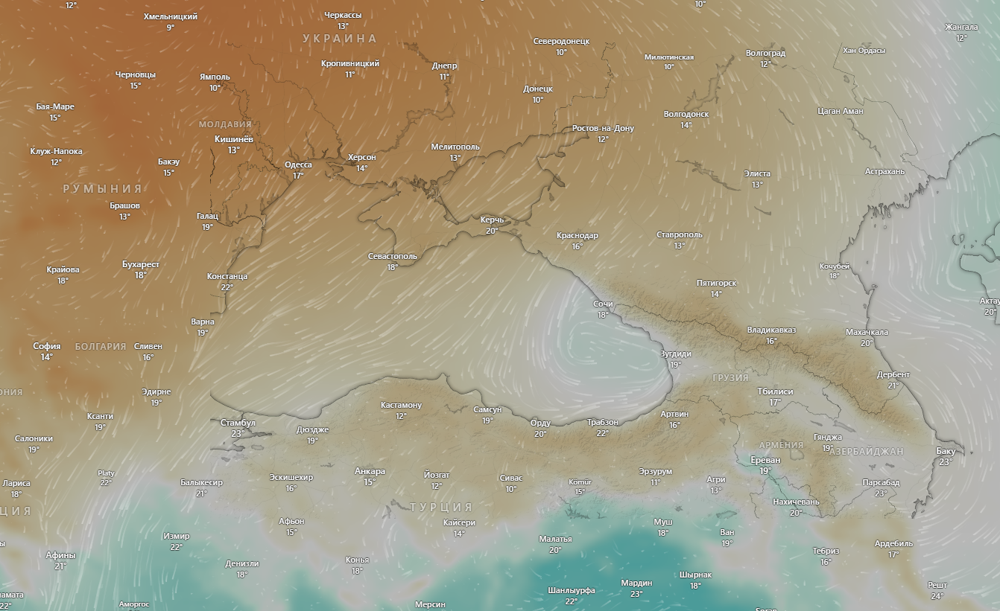 12°
10°
Хмельницкий
9°
Черкассы
13°
УКРАИНА
Жангала
12°
Северодонецк
10°
Милютинская
10°
Волгоград
12°
Хан Ордасы
Кропивницкий
11°
Днепр
11°
Черновцы
15°
Ямполь
10°
Донецк
10°
Бая-Маре
15°
Волгодонск
14°
Цаган Аман
МОЛДАВИЯ
Кишинёв
13°
Ростов-на-Дону
12°
Клуж-Напока
12°
Бакэу
15°
Одесса
17°
Херсон
14°
Мелитополь
13°
Элиста
13°
Астрахань
РУМЫНИЯ
Брашов
13°
Галац
19°
Керчь
20°
Краснодар
16°
Ставрополь
13°
Крайова
18°
Бухарест
18°
Констанца
22°
Севастополь
18°
Кочубей
18°
Пятигорск
14°
Сочи
18°
Актау
20°
Варна
19°
Владикавказ
16°
Махачкала
20°
София
14°
БОЛГАРИЯ
Сливен
16°
Зугдиди
19°
Дербент
21°
ГРУЗИЯ
ОНИЯ
Эдирне
19°
Тбилиси
17°
Ксанти
19°
Кастамону
12°
Самсун
19°
Артвин
16°
Стамбул
23°
Дюздже
19°
Орду
20°
Трабзон
22°
Салоники
19°
Гянджа
19°
АРМЕНИЯ
АЗЕРБАЙДЖАН
Баку
23°
Ереван
19°
Platy
22°
Лариса
18°
Балыкесир
21°
Эскишехир
16°
Анкара
15°
Йозгат
12°
Сивас
10°
Kömür
15°
Эрзурум
11°
Агри
13°
Парсабад
23°
ЦИЯ
ТУРЦИЯ
Нахичевань
20°
Афьон
15°
Кайсери
14°
Муш
18°
Ван
19°
Измир
22°
Малатья
20°
Ардебиль
17°
Афины
21°
Денизли
18°
Конья
18°
Тебриз
16°
Шырнак
18°
Мардин
23°
Шанлыурфа
22°
Решт
24°
ламата
22°
Аморгос
Мерсин